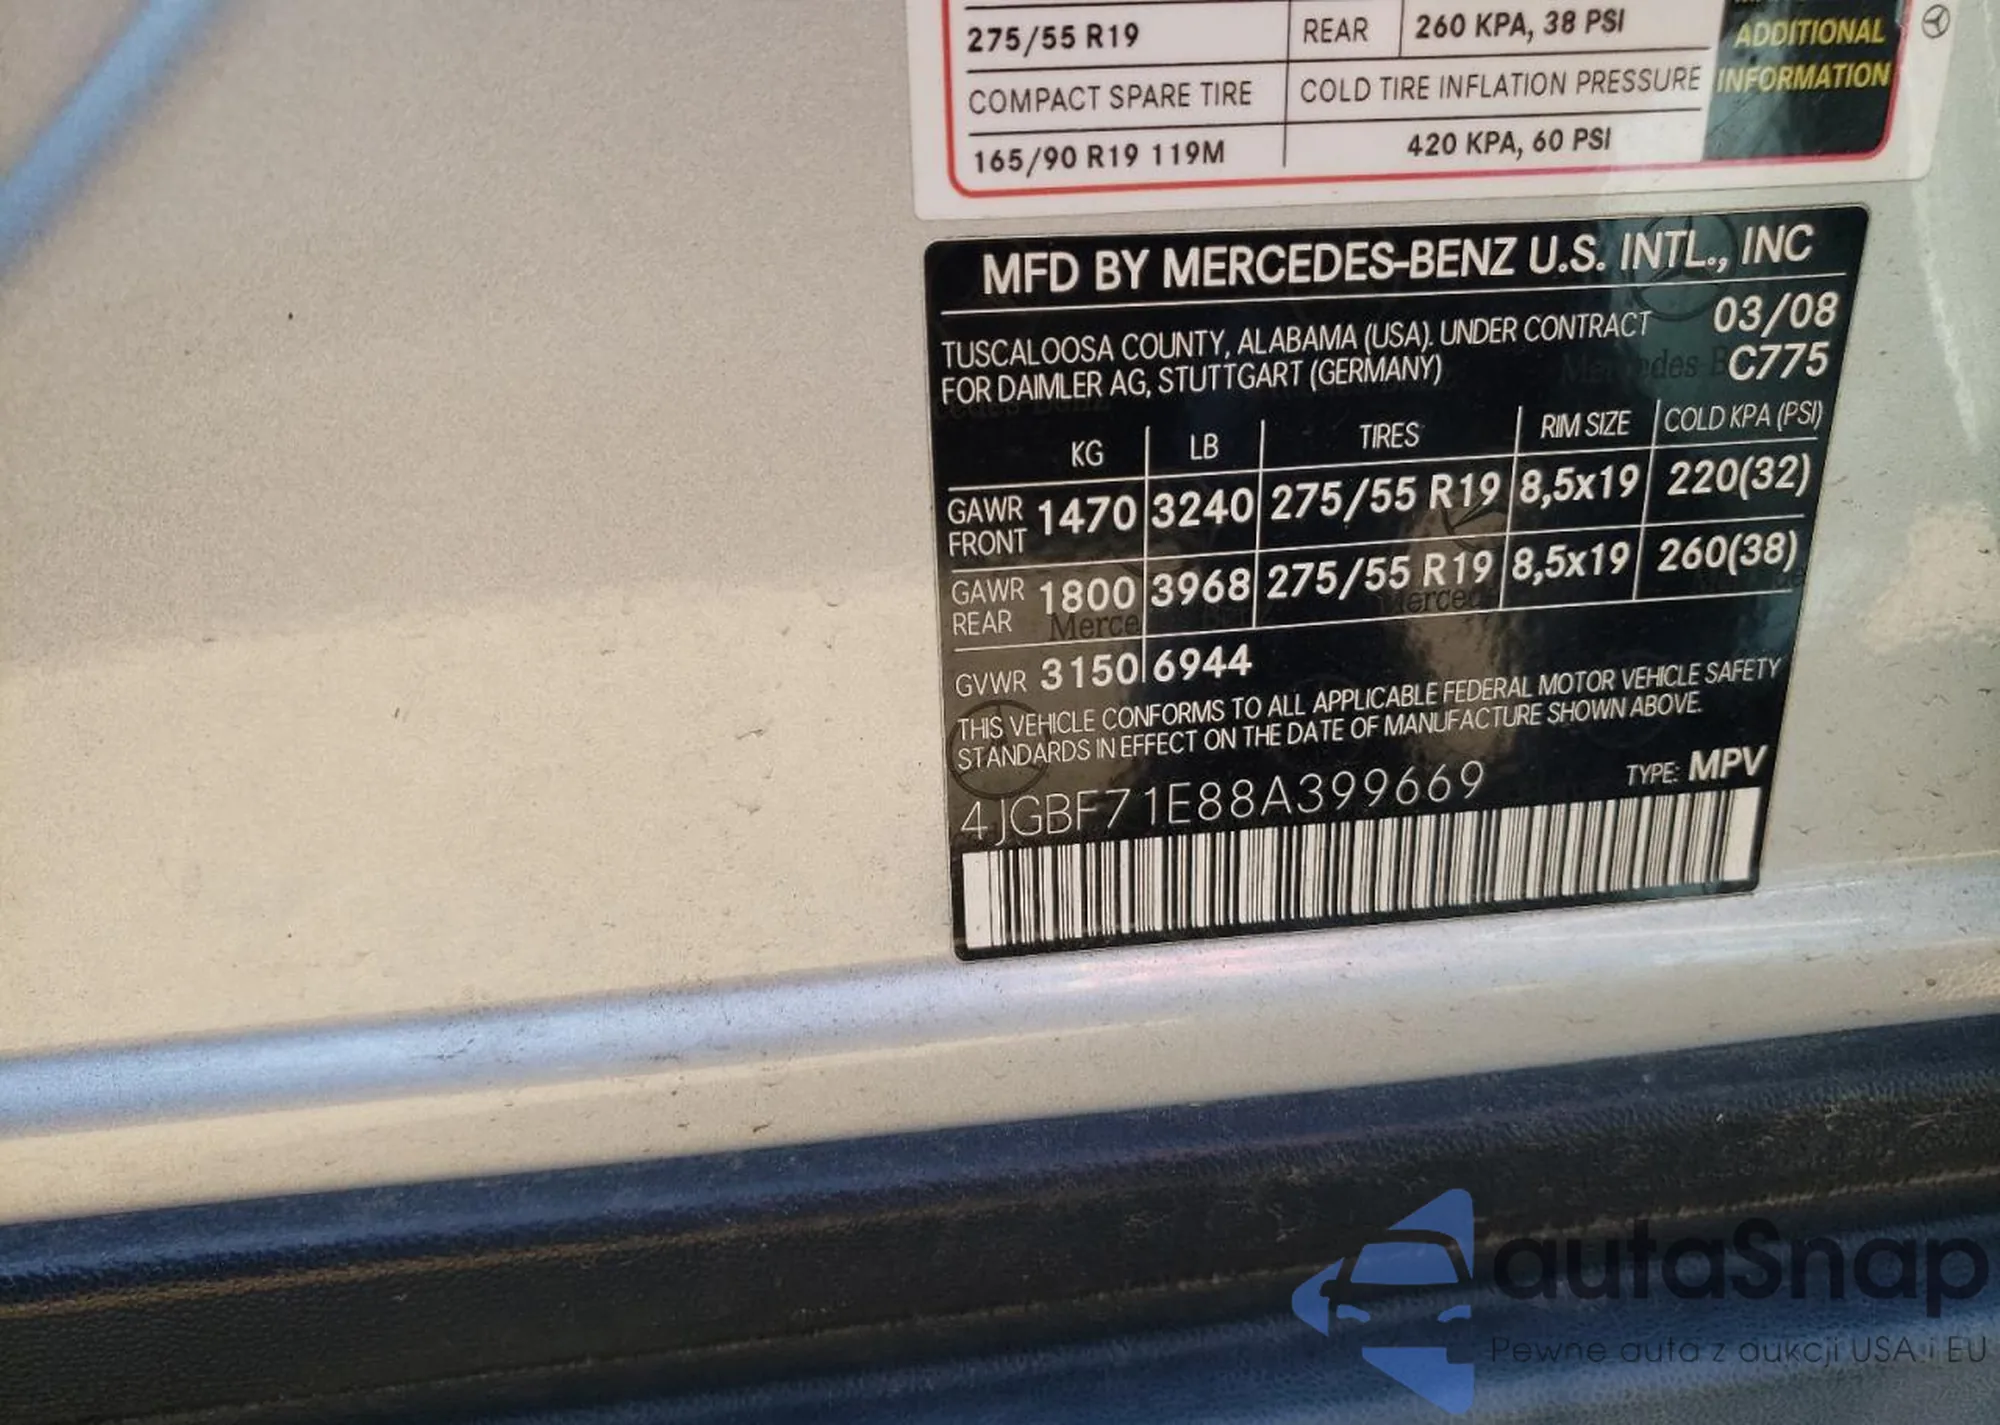 275/55 R19 REAR 260 KPA, 38 PSI
ADDITIONAL
COMPACT SPARE TIRE COLD TIRE INFLATION PRESSURE INFORMATION
165/90 R19 119M 420 KPA, 60 PSI
MFD BY MERCEDES-BENZ U.S. INTL., INC
TUSCALOOSA COUNTY, ALABAMA (USA). UNDER CONTRACT 03/08
FOR DAIMLER AG, STUTTGART (GERMANY) C775
KG LB TIRES RIM SIZE COLD KPA (PSI)
GAWR FRONT 1470 3240 275/55 R19 8,5x19 220(32)
GAWR REAR 1800 3968 275/55 R19 8,5x19 260(38)
GVWR 3150 6944
THIS VEHICLE CONFORMS TO ALL APPLICABLE FEDERAL MOTOR VEHICLE SAFETY
STANDARDS IN EFFECT ON THE DATE OF MANUFACTURE SHOWN ABOVE.
4JGBF71E88A399669 TYPE: MPV
autaSnap
Pewne auta z aukcji USA i EU